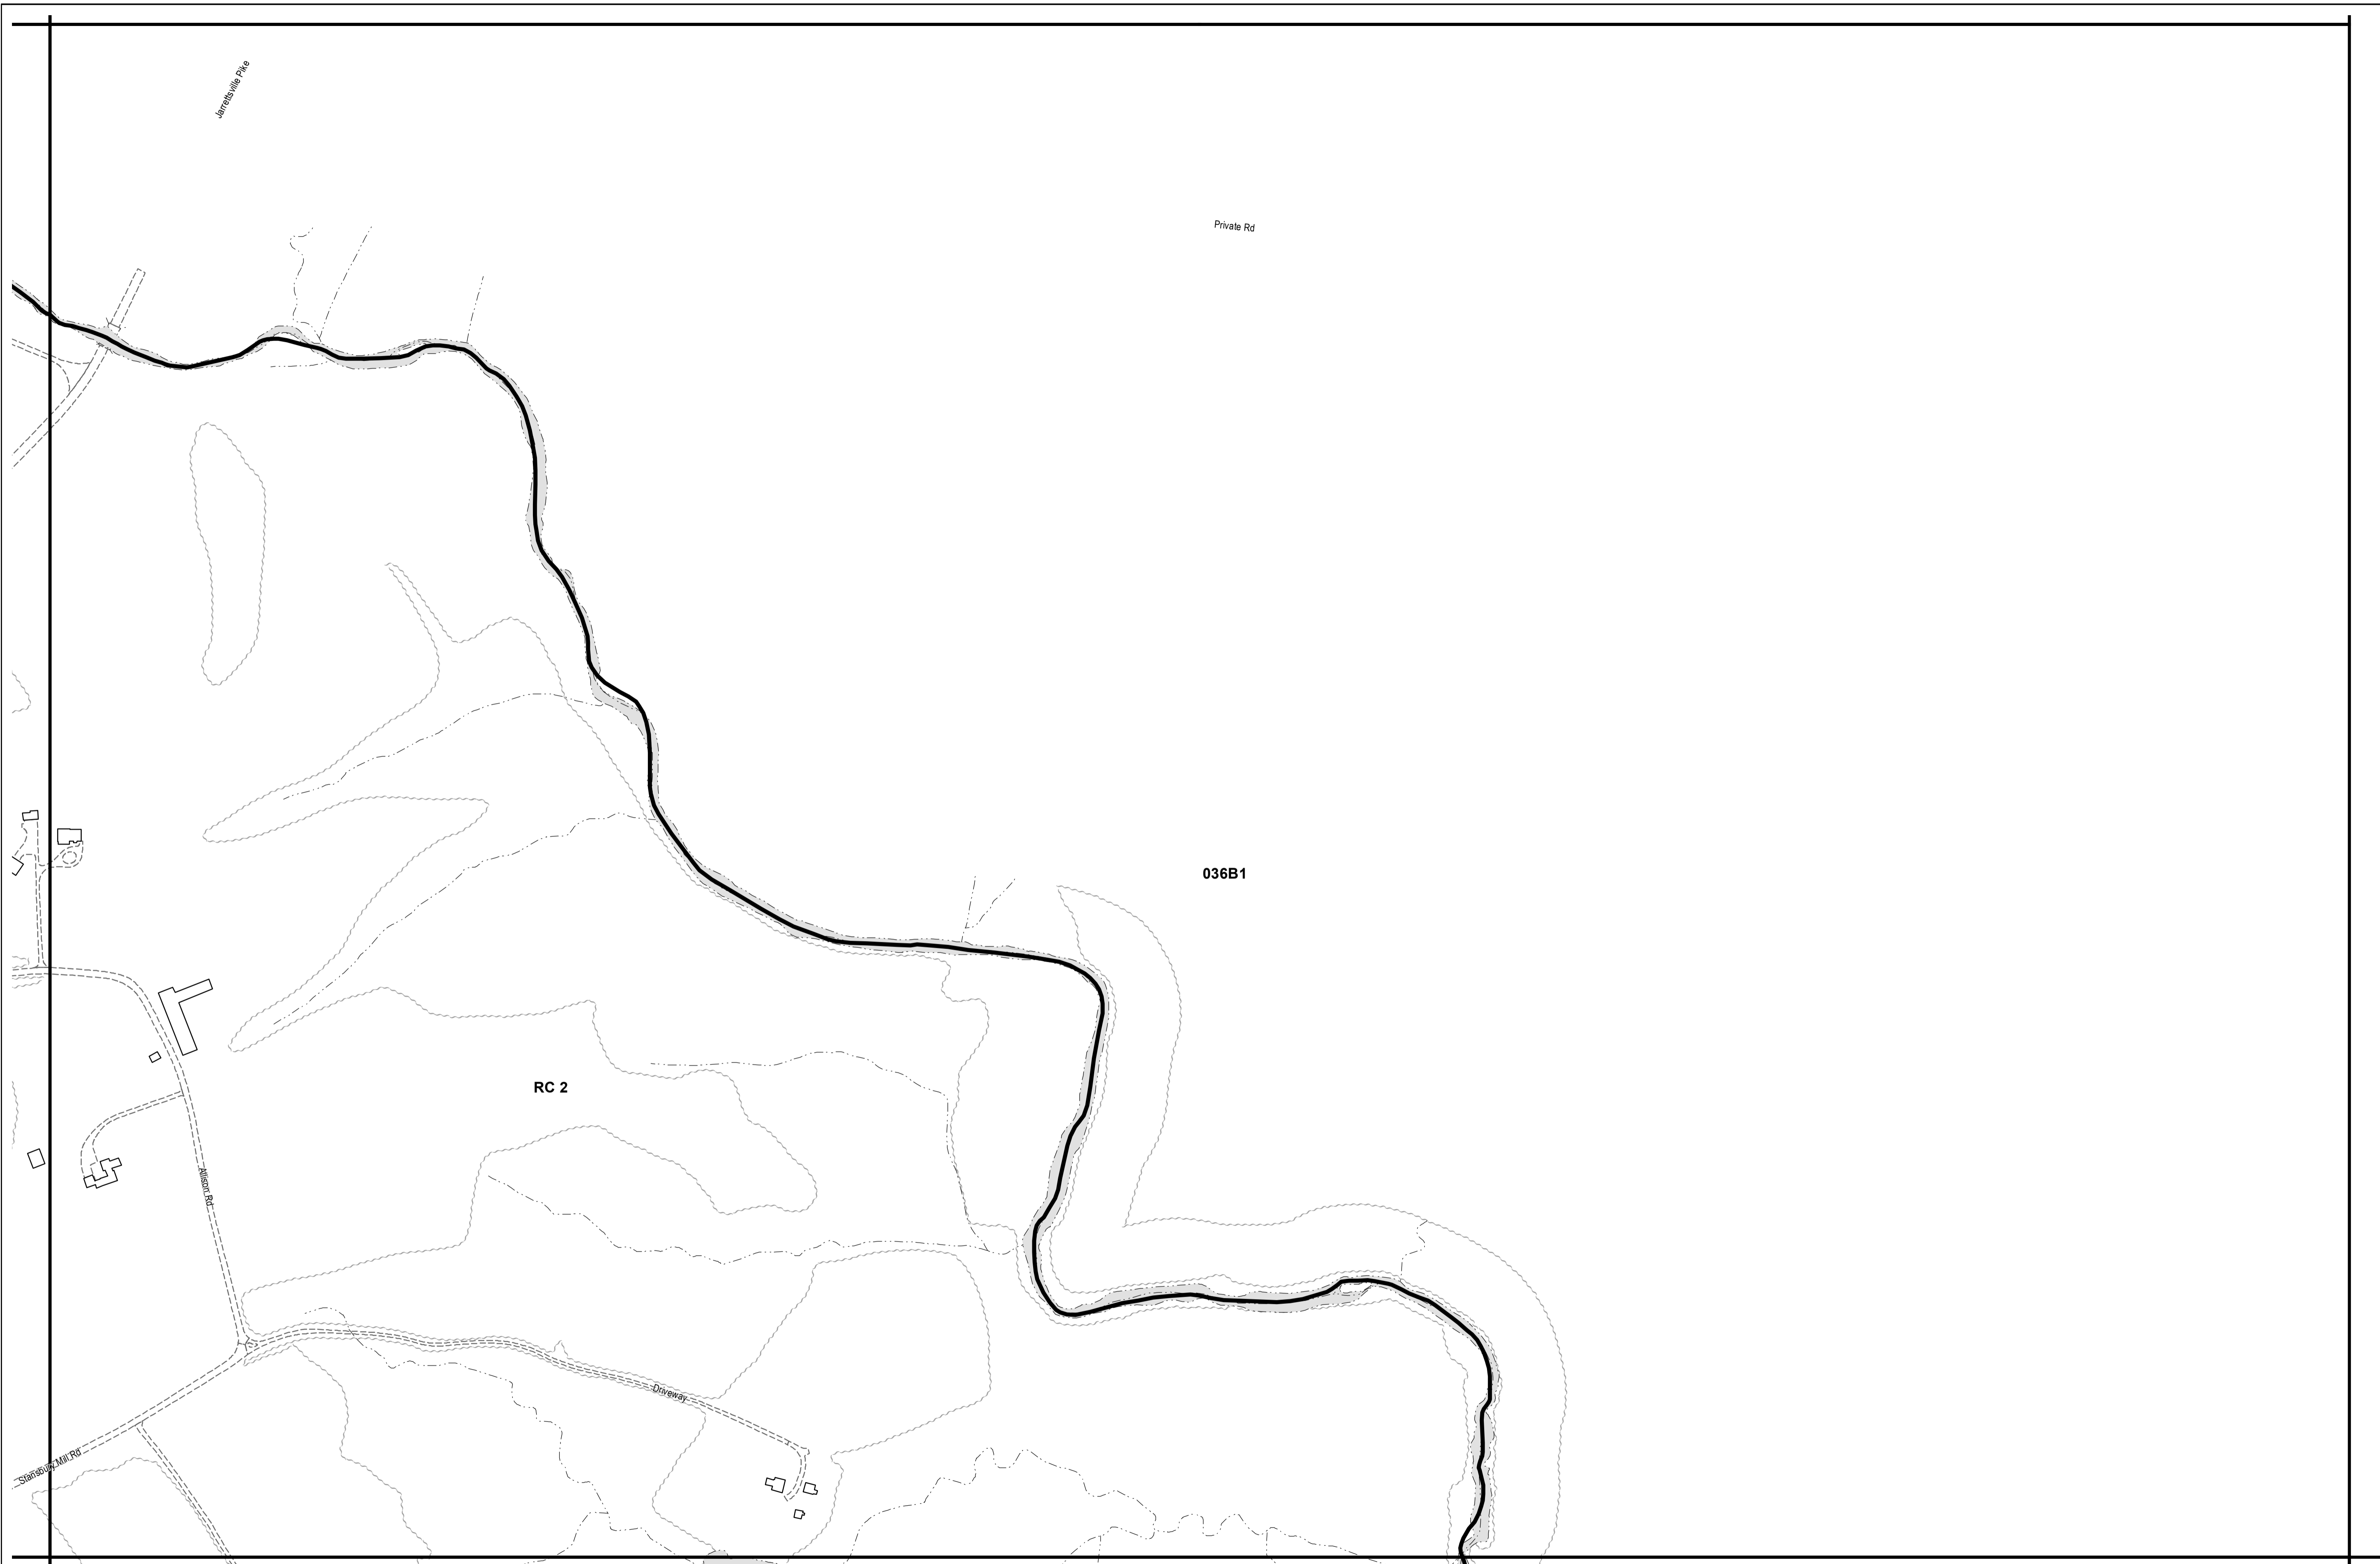 Jarrettsville Pike
Private Rd
036B1
RC 2
Allison Rd
Driveway
Stansbury Mill Rd